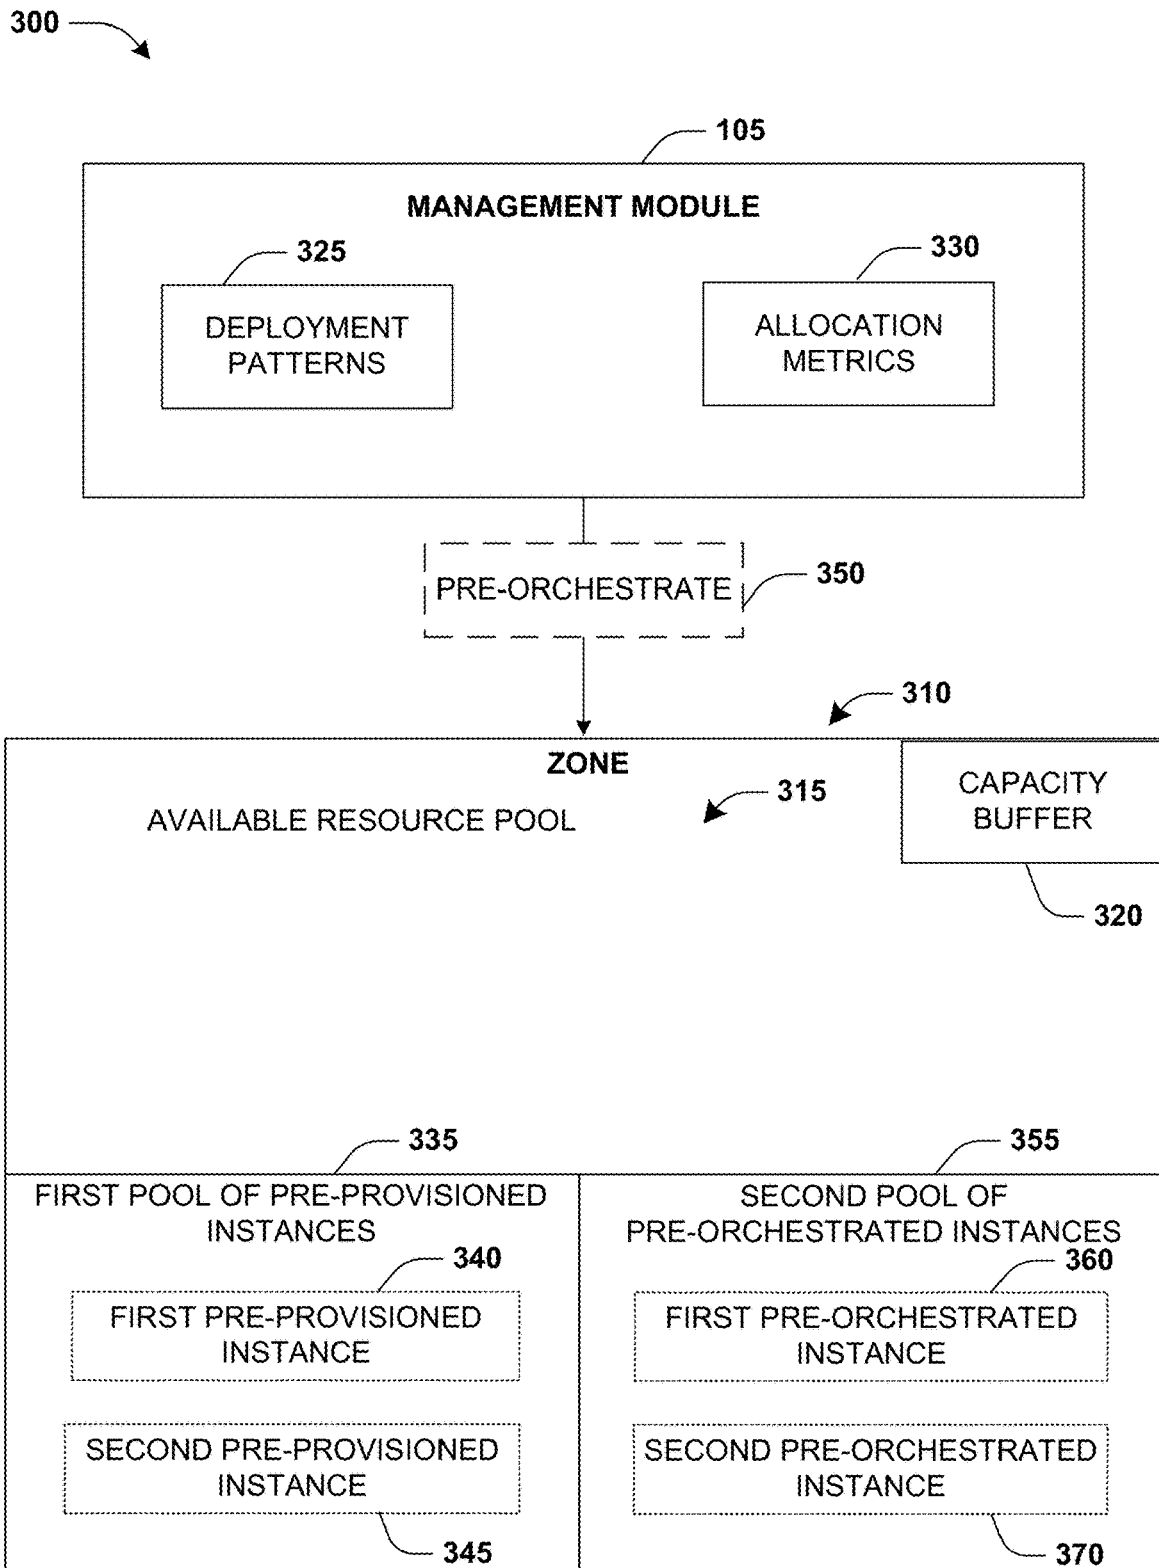 300
105
MANAGEMENT MODULE
325
330
DEPLOYMENT
PATTERNS
ALLOCATION
METRICS
PRE-ORCHESTRATE
350
310
ZONE
CAPACITY
BUFFER
315
AVAILABLE RESOURCE POOL
320
335
355
FIRST POOL OF PRE-PROVISIONED
INSTANCES
SECOND POOL OF
PRE-ORCHESTRATED INSTANCES
340
360
FIRST PRE-PROVISIONED
INSTANCE
FIRST PRE-ORCHESTRATED
INSTANCE
SECOND PRE-PROVISIONED
INSTANCE
SECOND PRE-ORCHESTRATED
INSTANCE
345
370